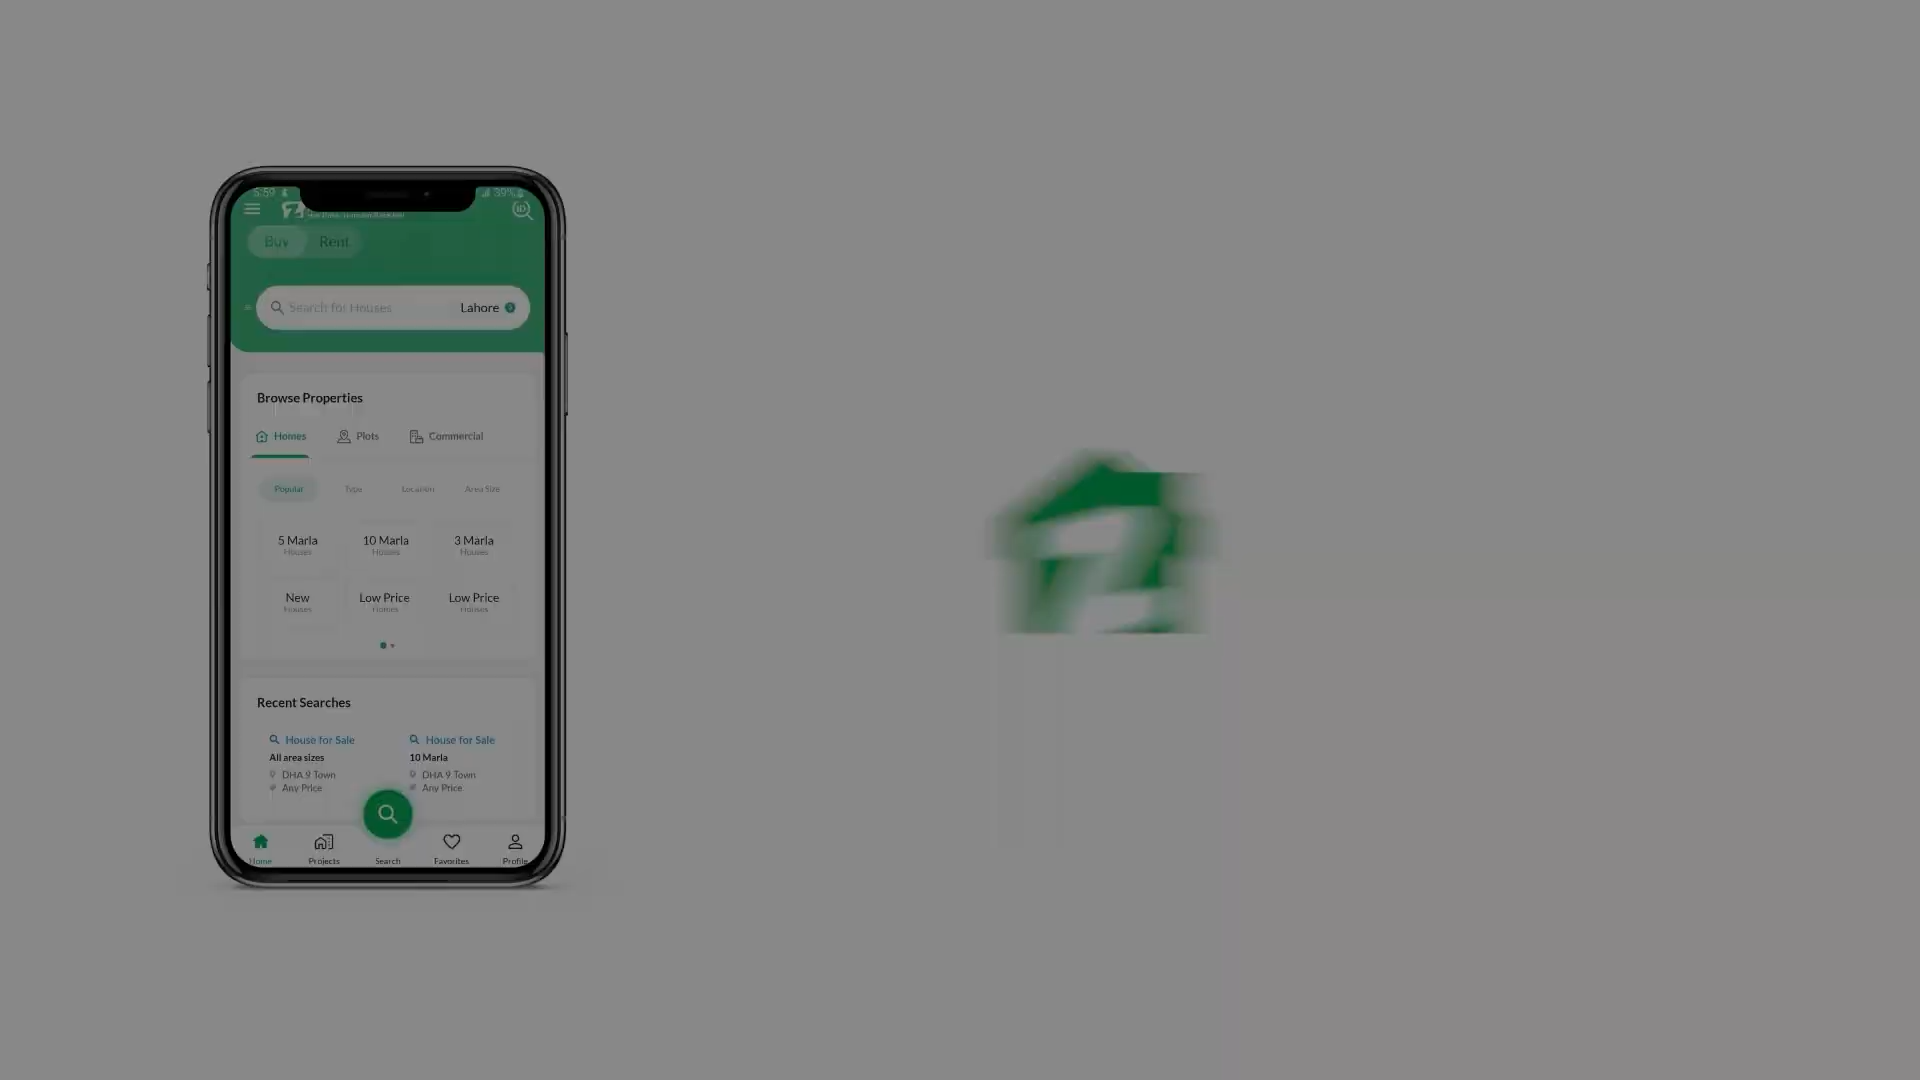 5:59
39%
Buy Rent
Search for Houses Lahore
Browse Properties
Homes Plots Commercial
Popular Type Location Area Size
5 Marla 10 Marla 3 Marla
Houses Houses Houses
New Low Price Low Price
Houses Homes Houses
Recent Searches
House for Sale House for Sale
All area sizes 10 Marla
DHA 9 Town DHA 9 Town
Any Price Any Price
Home Projects Search Favorites Profile